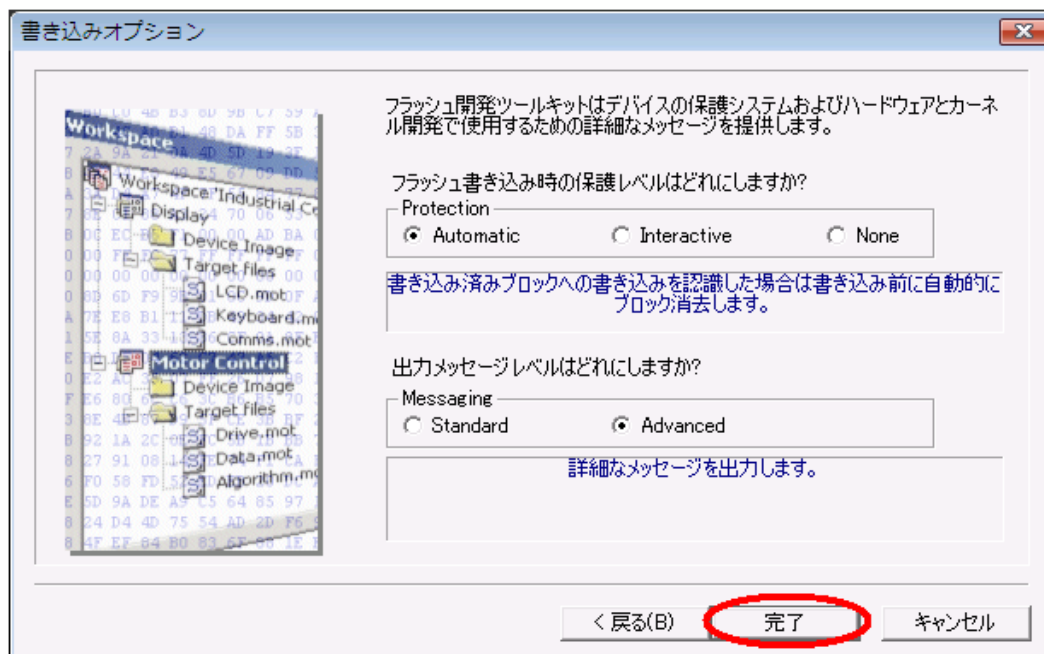 書き込みオプション
フラッシュ開発ツールキットはデバイスの保護システムおよびハードウェアとカーネ
ル開発で使用するための詳細なメッセージを提供します。
フラッシュ書き込み時の保護レベルはどれにしますか?
Protection
Automatic Interactive None
書き込み済みブロックへの書き込みを認識した場合は書き込み前に自動的に
ブロック消去します。
出力メッセージレベルはどれにしますか?
Messaging
Standard Advanced
詳細なメッセージを出力します。
Workspace
Workspace 'Industrial Co
Display
Device Image
Target files
LCD.mot
Keyboard.m
Comms.mot
Motor Control
Device Image
Target files
Drive.mot
Data.mot
Algorithm.m
< 戻る(B) 完了 キャンセル